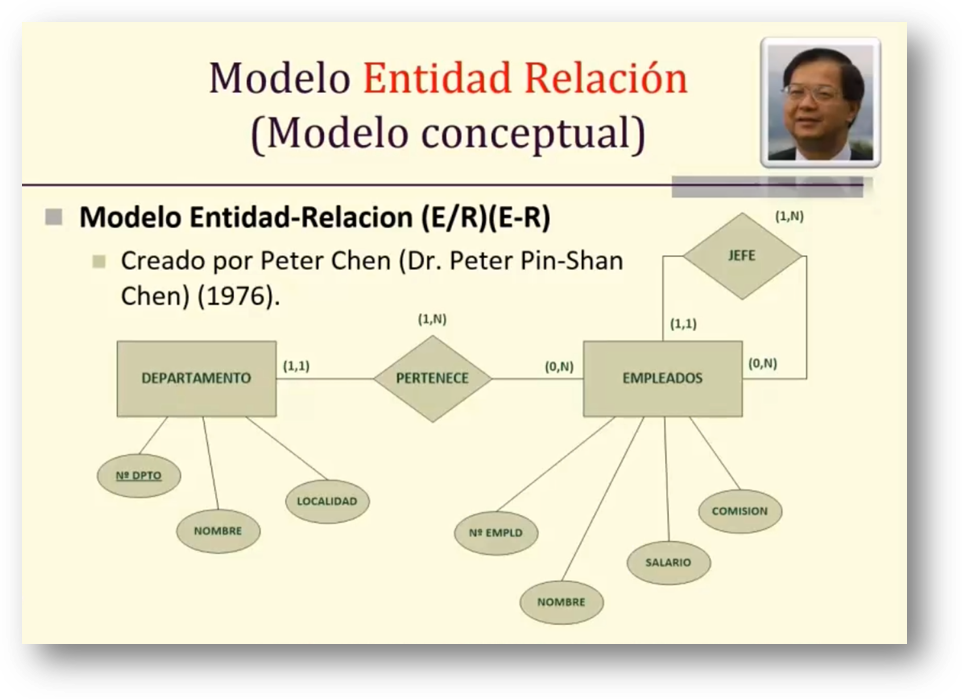 Modelo Entidad Relación
(Modelo conceptual)
Modelo Entidad-Relacion (E/R)(E-R)
Creado por Peter Chen (Dr. Peter Pin-Shan
Chen) (1976).
(1,N)
JEFE
(1,1)
(0,N)
(1,N)
DEPARTAMENTO
(1,1)
PERTENECE
(0,N)
EMPLEADOS
Nº DPTO
NOMBRE
LOCALIDAD
Nº EMPLD
NOMBRE
SALARIO
COMISION